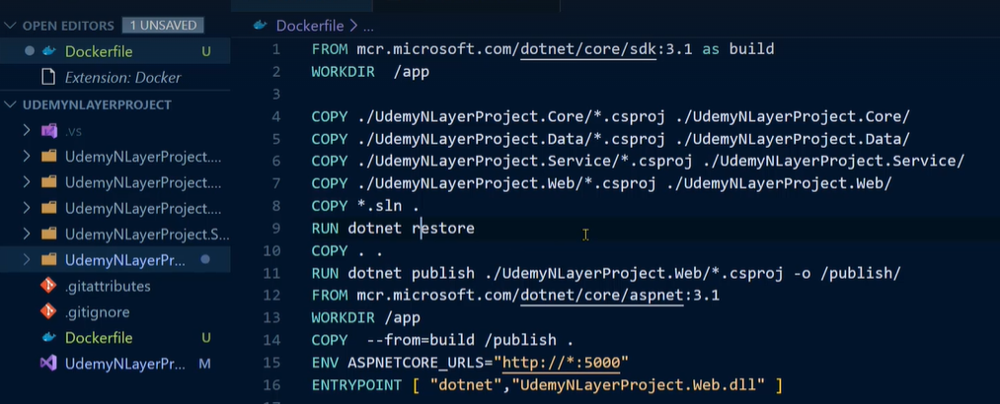 OPEN EDITORS 1 UNSAVED
Dockerfile U
Extension: Docker
UDEMYNLAYERPROJECT
.vs
UdemyNLayerProject....
UdemyNLayerProject....
UdemyNLayerProject....
UdemyNLayerProject.S...
UdemyNLayerPr...
.gitattributes
.gitignore
Dockerfile U
UdemyNLayerPr... M
Dockerfile > ...
1 FROM mcr.microsoft.com/dotnet/core/sdk:3.1 as build
2 WORKDIR  /app
3
4 COPY ./UdemyNLayerProject.Core/*.csproj ./UdemyNLayerProject.Core/
5 COPY ./UdemyNLayerProject.Data/*.csproj ./UdemyNLayerProject.Data/
6 COPY ./UdemyNLayerProject.Service/*.csproj ./UdemyNLayerProject.Service/
7 COPY ./UdemyNLayerProject.Web/*.csproj ./UdemyNLayerProject.Web/
8 COPY *.sln .
9 RUN dotnet restore
10 COPY . .
11 RUN dotnet publish ./UdemyNLayerProject.Web/*.csproj -o /publish/
12 FROM mcr.microsoft.com/dotnet/core/aspnet:3.1
13 WORKDIR /app
14 COPY  --from=build /publish .
15 ENV ASPNETCORE_URLS="http://*:5000"
16 ENTRYPOINT [ "dotnet","UdemyNLayerProject.Web.dll" ]